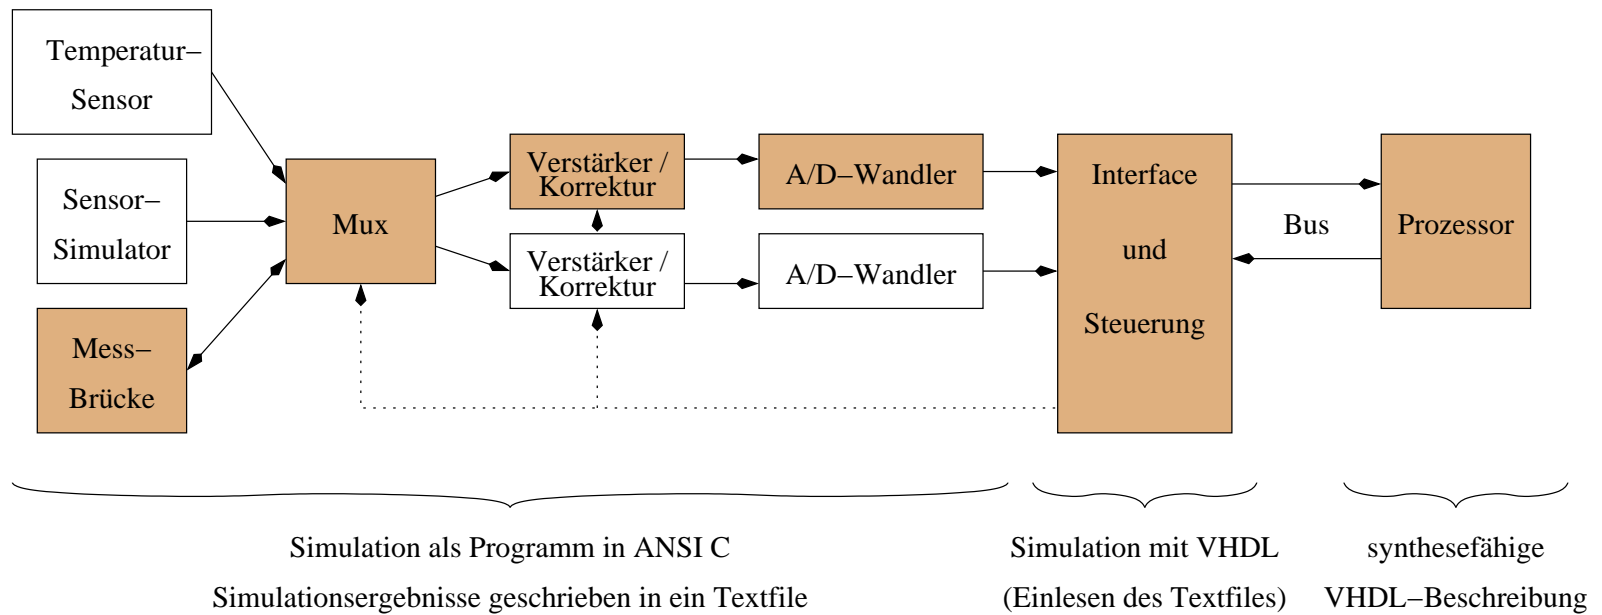 Temperatur–
Sensor
Sensor–
Simulator
Mess–
Brücke
Mux
Verstärker /
Korrektur
Verstärker /
Korrektur
A/D–Wandler
A/D–Wandler
Interface
und
Steuerung
Bus
Prozessor
Simulation als Programm in ANSI C
Simulationsergebnisse geschrieben in ein Textfile
Simulation mit VHDL
(Einlesen des Textfiles)
synthesefähige
VHDL–Beschreibung